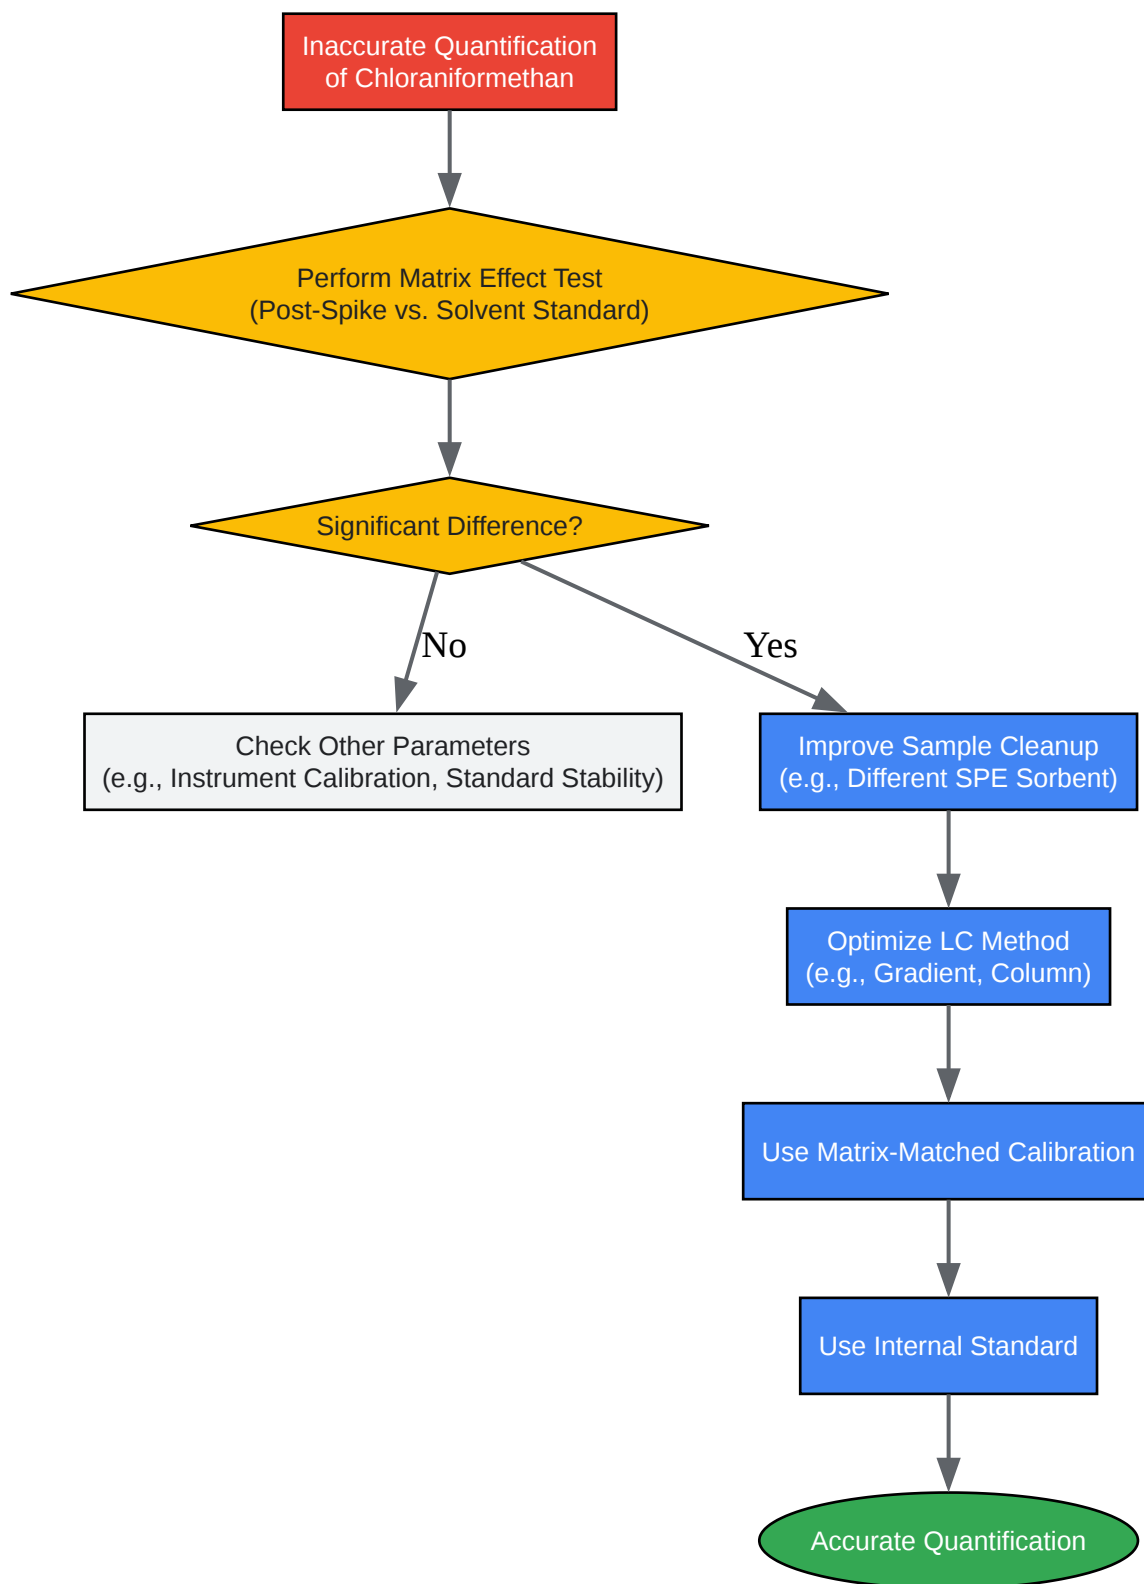 Inaccurate Quantification
of Chloraniformethan
Perform Matrix Effect Test
(Post-Spike vs. Solvent Standard)
Significant Difference?
No
Yes
Check Other Parameters
(e.g., Instrument Calibration, Standard Stability)
Improve Sample Cleanup
(e.g., Different SPE Sorbent)
Optimize LC Method
(e.g., Gradient, Column)
Use Matrix-Matched Calibration
Use Internal Standard
Accurate Quantification